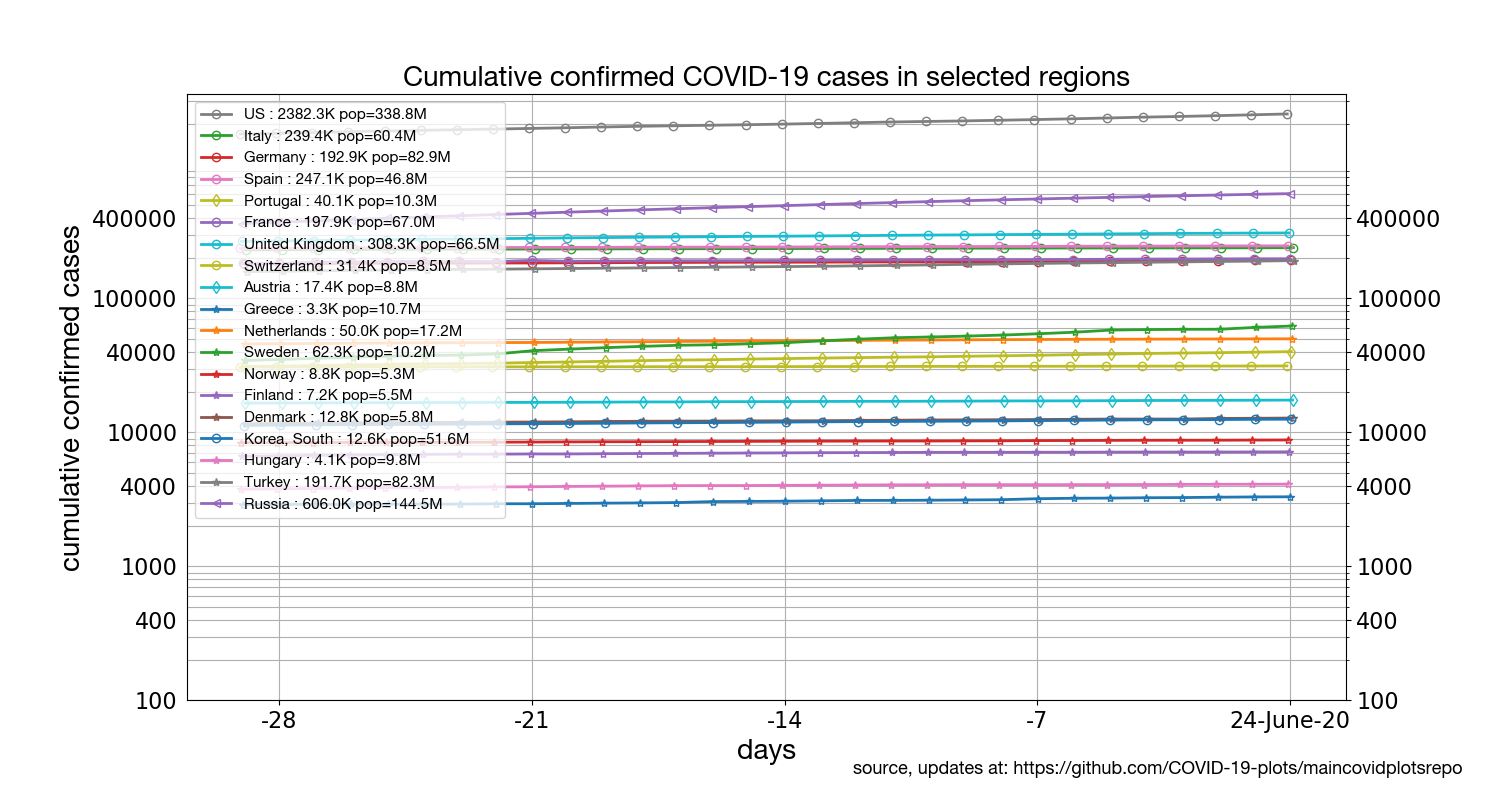 Cumulative confirmed COVID-19 cases in selected regions
US : 2382.3K pop=338.8M
Italy : 239.4K pop=60.4M
Germany : 192.9K pop=82.9M
Spain : 247.1K pop=46.8M
Portugal : 40.1K pop=10.3M
France : 197.9K pop=67.0M
United Kingdom : 308.3K pop=66.5M
Switzerland : 31.4K pop=8.5M
Austria : 17.4K pop=8.8M
Greece : 3.3K pop=10.7M
Netherlands : 50.0K pop=17.2M
Sweden : 62.3K pop=10.2M
Norway : 8.8K pop=5.3M
Finland : 7.2K pop=5.5M
Denmark : 12.8K pop=5.8M
Korea, South : 12.6K pop=51.6M
Hungary : 4.1K pop=9.8M
Turkey : 191.7K pop=82.3M
Russia : 606.0K pop=144.5M
cumulative confirmed cases
400000
100000
40000
10000
4000
1000
400
100
400000
100000
40000
10000
4000
1000
400
100
-28 -21 -14 -7 24-June-20
days
source, updates at: https://github.com/COVID-19-plots/maincovidplotsrepo